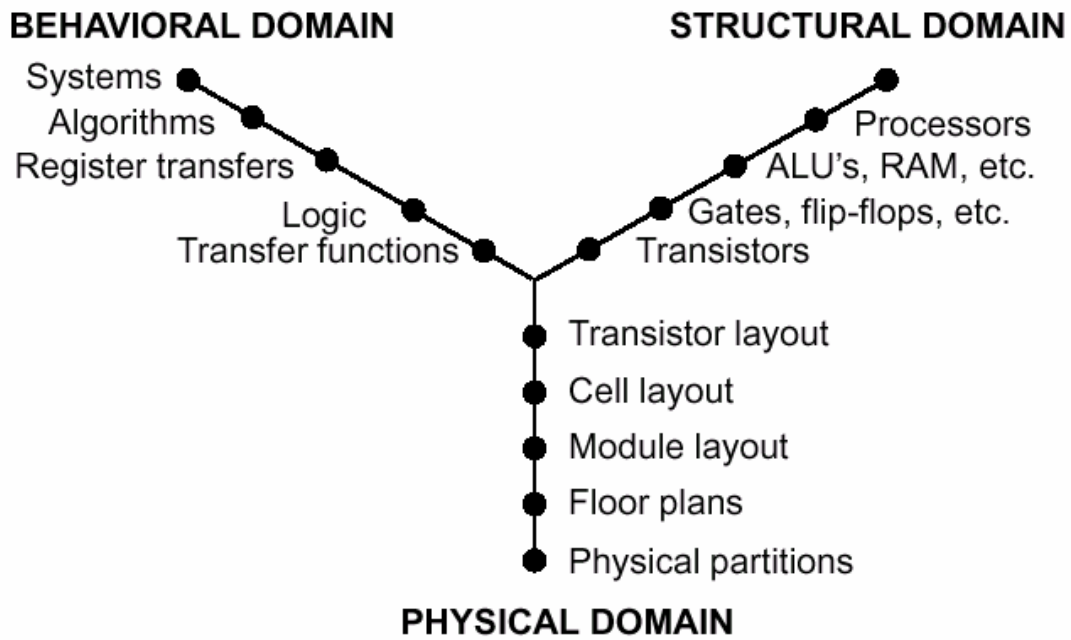 BEHAVIORAL DOMAIN
STRUCTURAL DOMAIN
Systems
Algorithms
Register transfers
Logic
Transfer functions
Processors
ALU’s, RAM, etc.
Gates, flip-flops, etc.
Transistors
Transistor layout
Cell layout
Module layout
Floor plans
Physical partitions
PHYSICAL DOMAIN